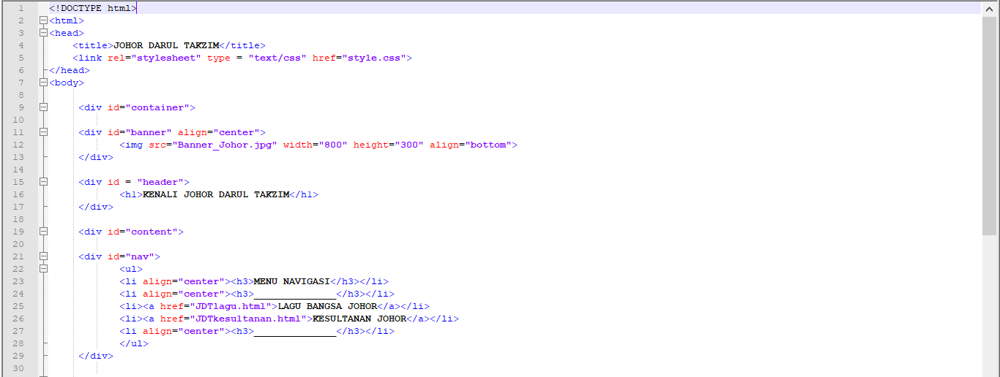 1 <!DOCTYPE html>
2 <html>
3 <head>
4 <title>JOHOR DARUL TAKZIM</title>
5 <link rel="stylesheet" type = "text/css" href="style.css">
6 </head>
7 <body>
8
9 <div id="container">
10
11 <div id="banner" align="center">
12 <img src="Banner_Johor.jpg" width="800" height="300" align="bottom">
13 </div>
14
15 <div id = "header">
16 <h1>KENALI JOHOR DARUL TAKZIM</h1>
17 </div>
18
19 <div id="content">
20
21 <div id="nav">
22 <ul>
23 <li align="center"><h3>MENU NAVIGASI</h3></li>
24 <li align="center"><h3>______________</h3></li>
25 <li><a href="JDTlagu.html">LAGU BANGSA JOHOR</a></li>
26 <li><a href="JDTkesultanan.html">KESULTANAN JOHOR</a></li>
27 <li align="center"><h3>______________</h3></li>
28 </ul>
29 </div>
30